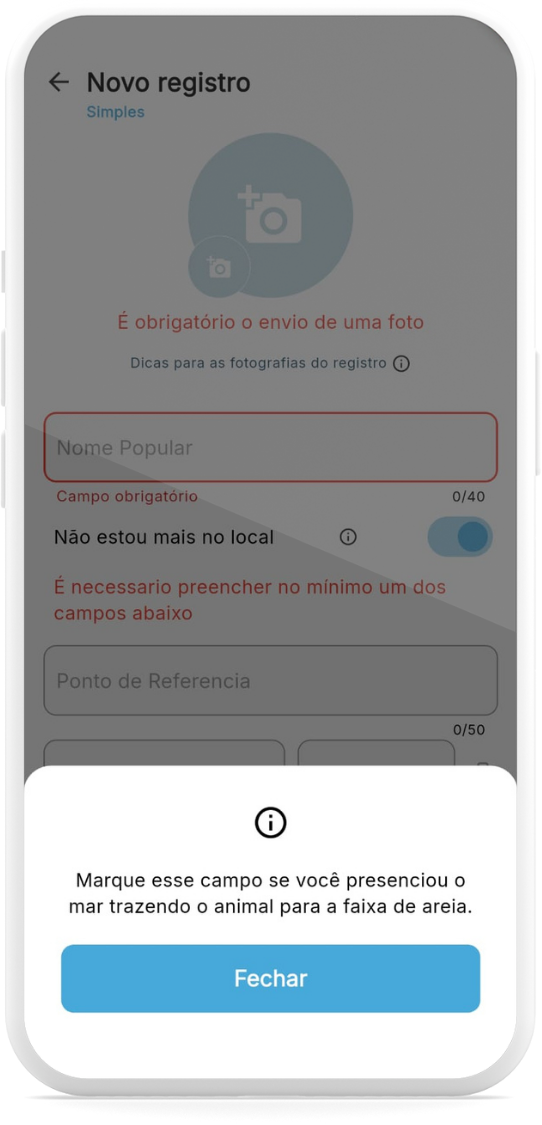 Novo registro
Simples
É obrigatório o envio de uma foto
Dicas para as fotografias do registro
Nome Popular
Campo obrigatório 0/40
Não estou mais no local
É necessario preencher no mínimo um dos
campos abaixo
Ponto de Referencia
0/50
Marque esse campo se você presenciou o
mar trazendo o animal para a faixa de areia.
Fechar